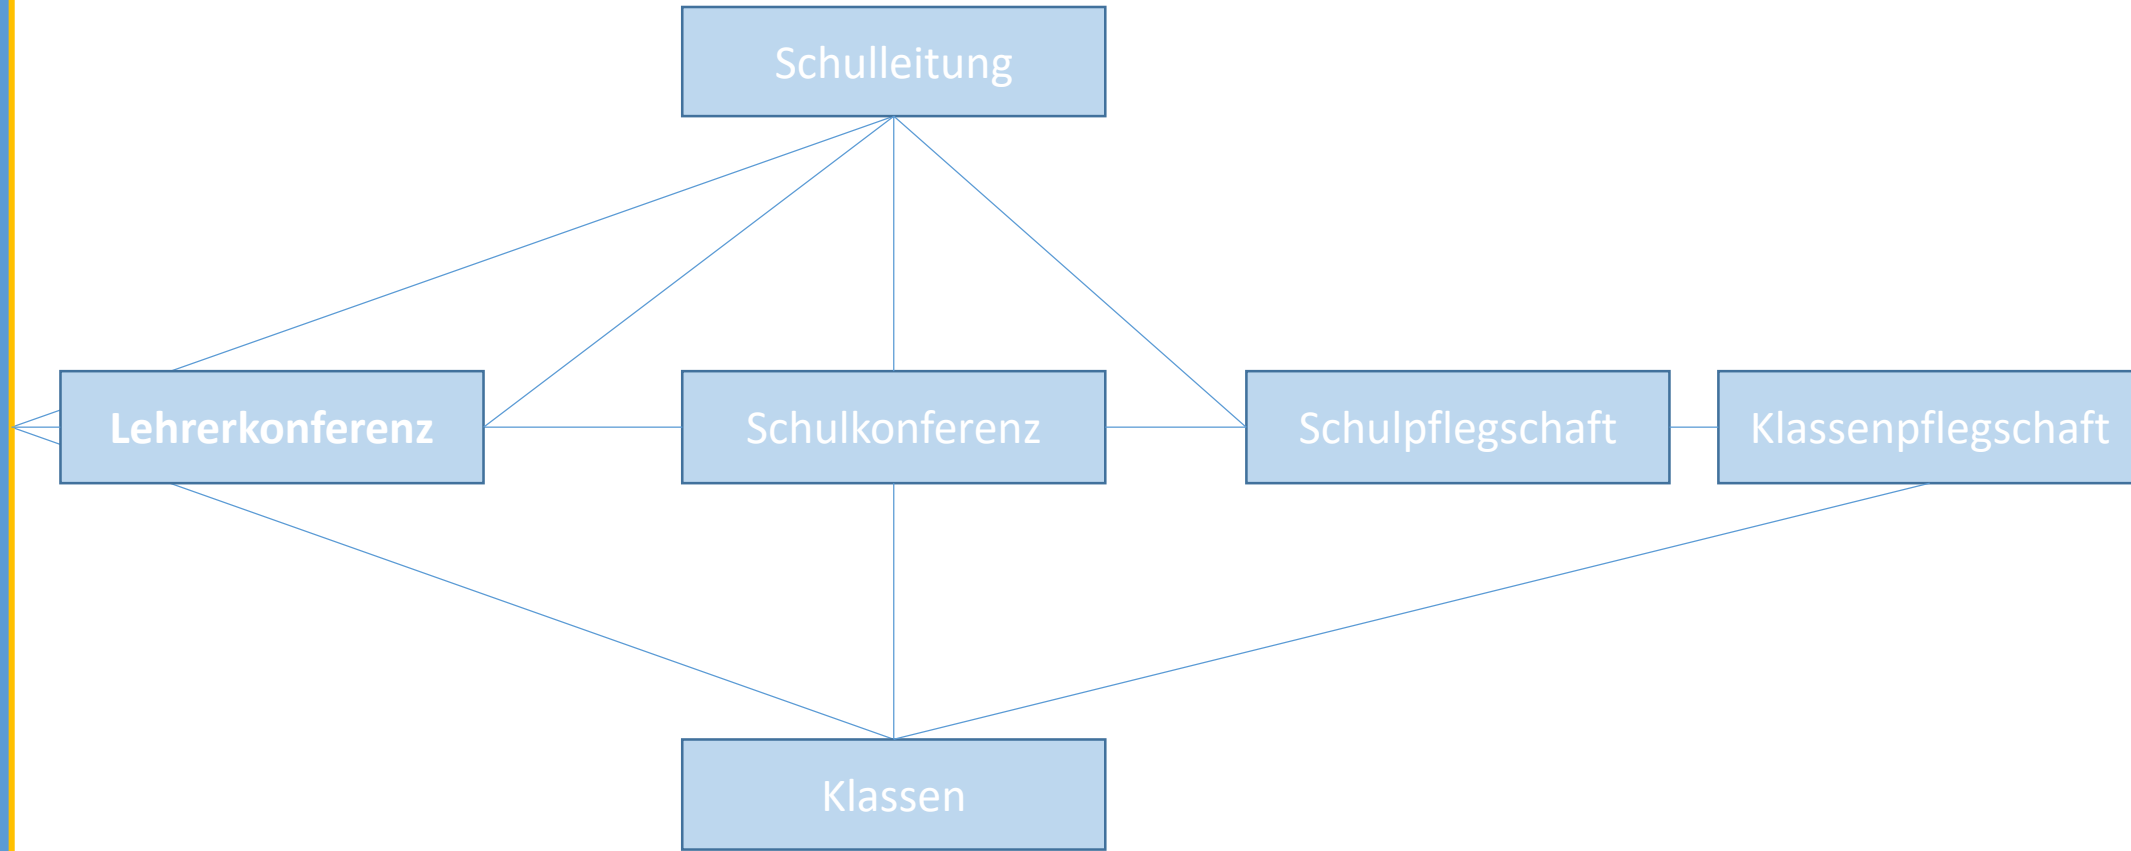 Schulleitung
Lehrerkonferenz
Schulkonferenz
Schulpflegschaft
Klassenpflegschaft
Klassen